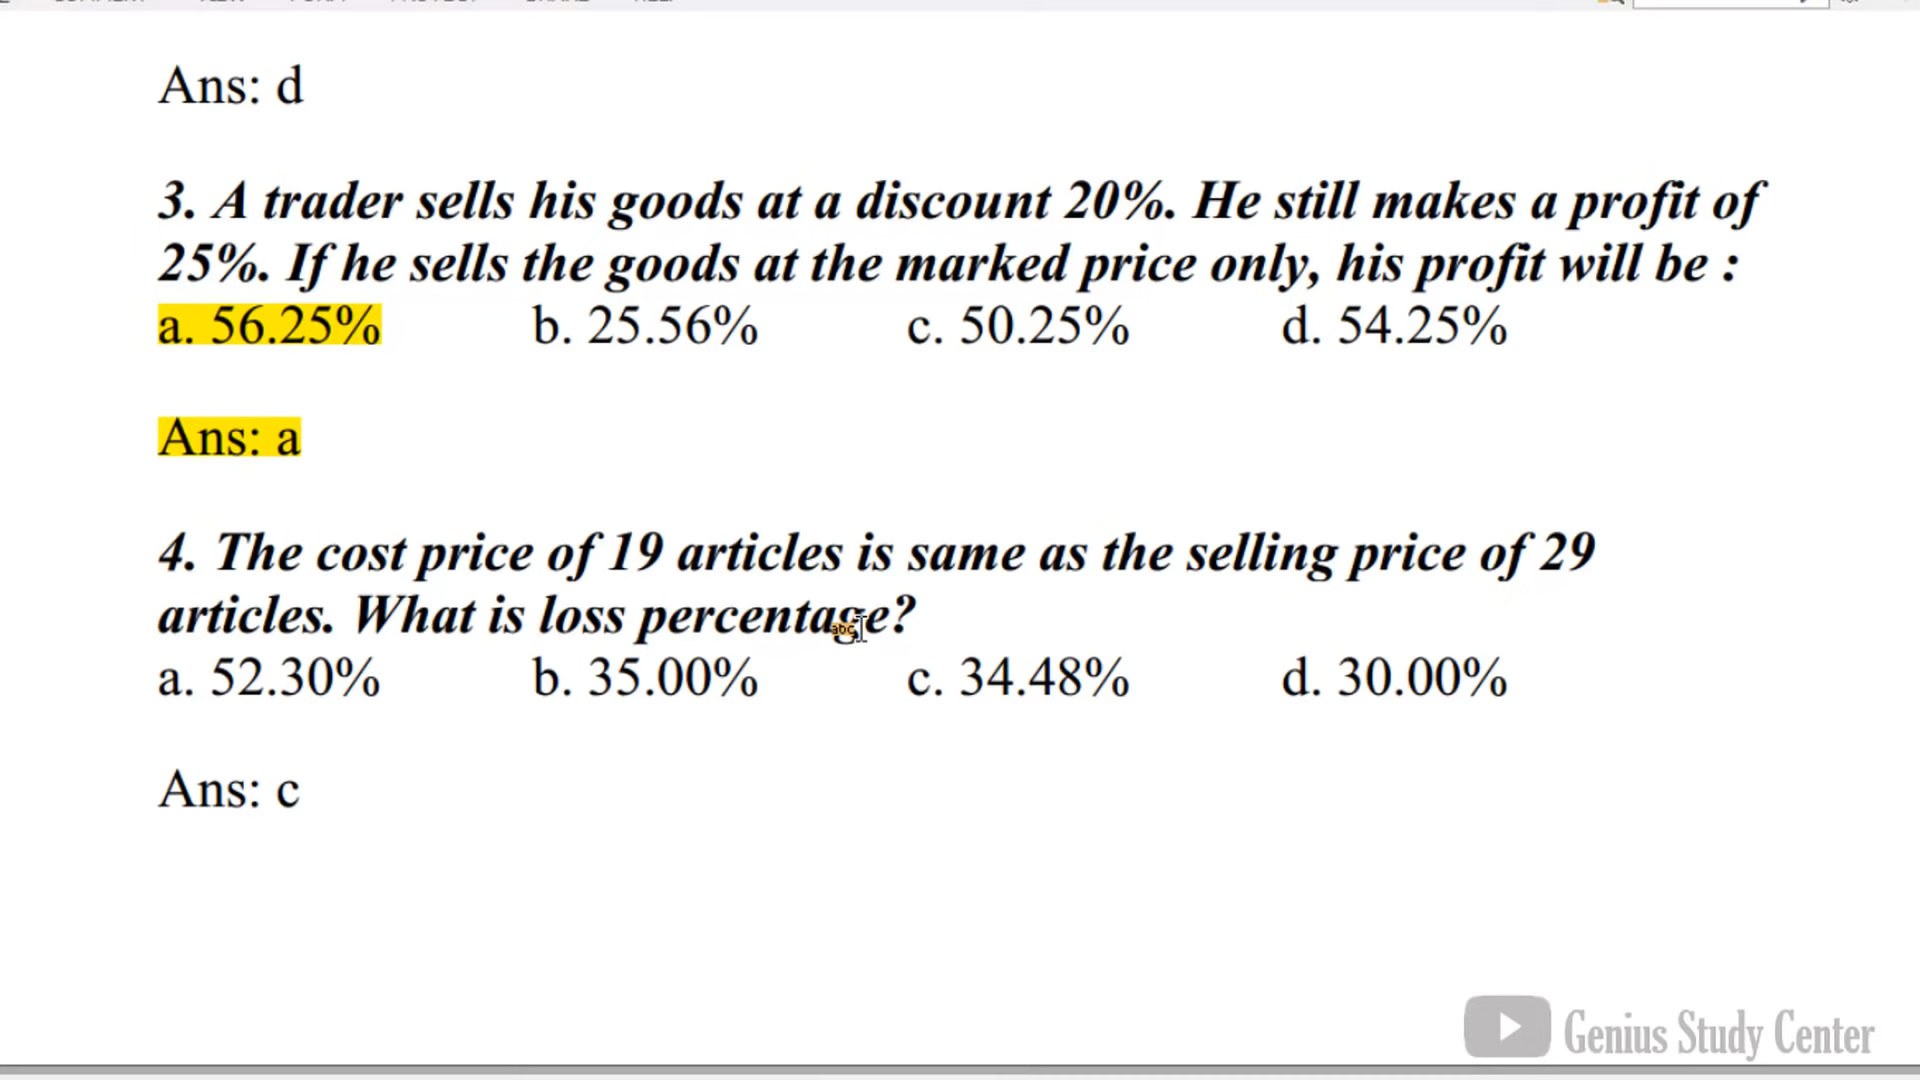 Ans: d
3. A trader sells his goods at a discount 20%. He still makes a profit of
25%. If he sells the goods at the marked price only, his profit will be :
a. 56.25% b. 25.56% c. 50.25% d. 54.25%
Ans: a
4. The cost price of 19 articles is same as the selling price of 29
articles. What is loss percentage?
abc
a. 52.30% b. 35.00% c. 34.48% d. 30.00%
Ans: c
Genius Study Center